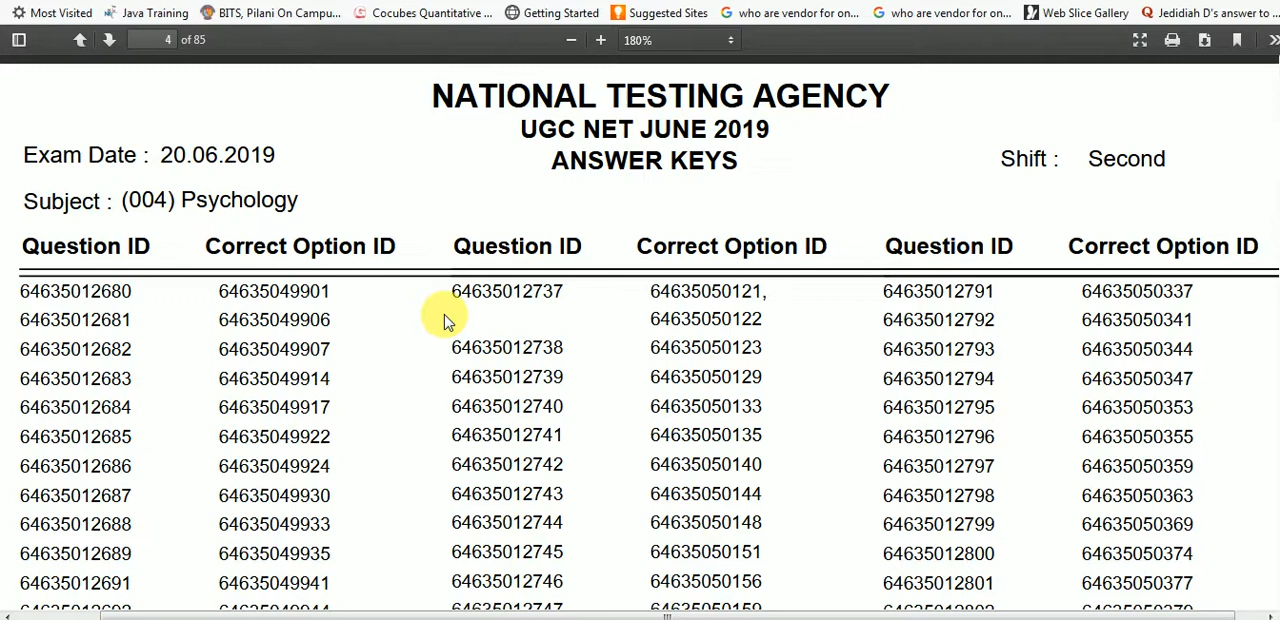 Most Visited Java Training BITS, Pilani On Campu... Cocubes Quantitative ... Getting Started Suggested Sites who are vendor for on... who are vendor for on... Web Slice Gallery Jedidiah D's answer to ...
4 of 85 180%
NATIONAL TESTING AGENCY
UGC NET JUNE 2019
Exam Date : 20.06.2019 ANSWER KEYS Shift : Second
Subject : (004) Psychology
Question ID Correct Option ID Question ID Correct Option ID Question ID Correct Option ID
64635012680 64635049901 64635012737 64635050121, 64635012791 64635050337
64635012681 64635049906 64635050122 64635012792 64635050341
64635012682 64635049907 64635012738 64635050123 64635012793 64635050344
64635012683 64635049914 64635012739 64635050129 64635012794 64635050347
64635012684 64635049917 64635012740 64635050133 64635012795 64635050353
64635012685 64635049922 64635012741 64635050135 64635012796 64635050355
64635012686 64635049924 64635012742 64635050140 64635012797 64635050359
64635012687 64635049930 64635012743 64635050144 64635012798 64635050363
64635012688 64635049933 64635012744 64635050148 64635012799 64635050369
64635012689 64635049935 64635012745 64635050151 64635012800 64635050374
64635012691 64635049941 64635012746 64635050156 64635012801 64635050377